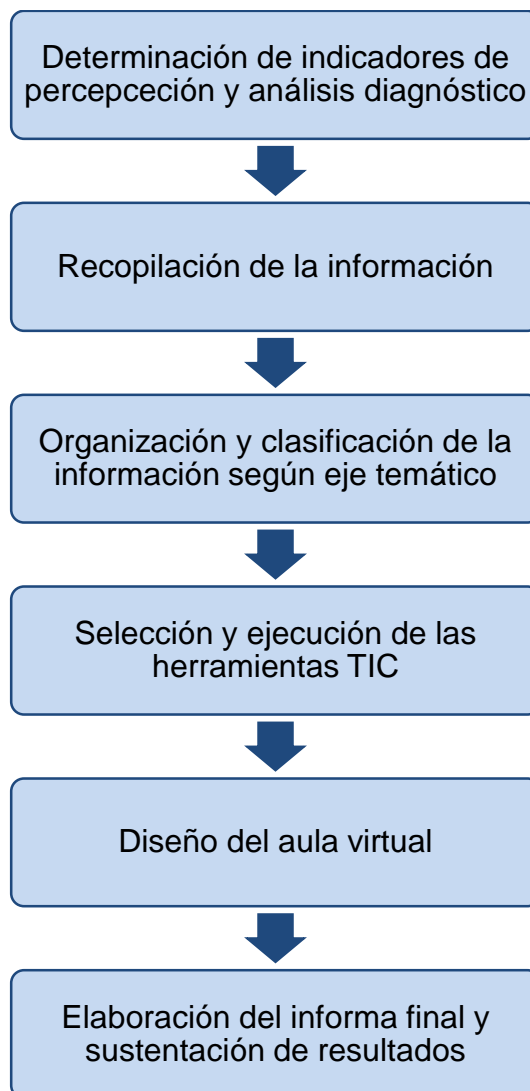 Determinación de indicadores de
percepceción y análisis diagnóstico
Recopilación de la información
Organización y clasificación de la
información según eje temático
Selección y ejecución de las
herramientas TIC
Diseño del aula virtual
Elaboración del informa final y
sustentación de resultados